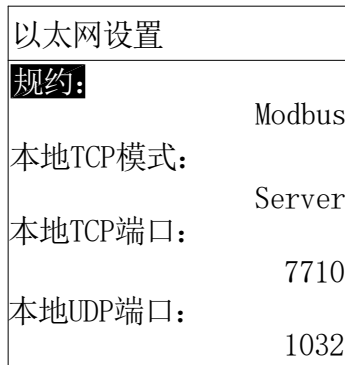 以太网设置
规约：
Modbus
本地TCP模式：
Server
本地TCP端口：
7710
本地UDP端口：
1032